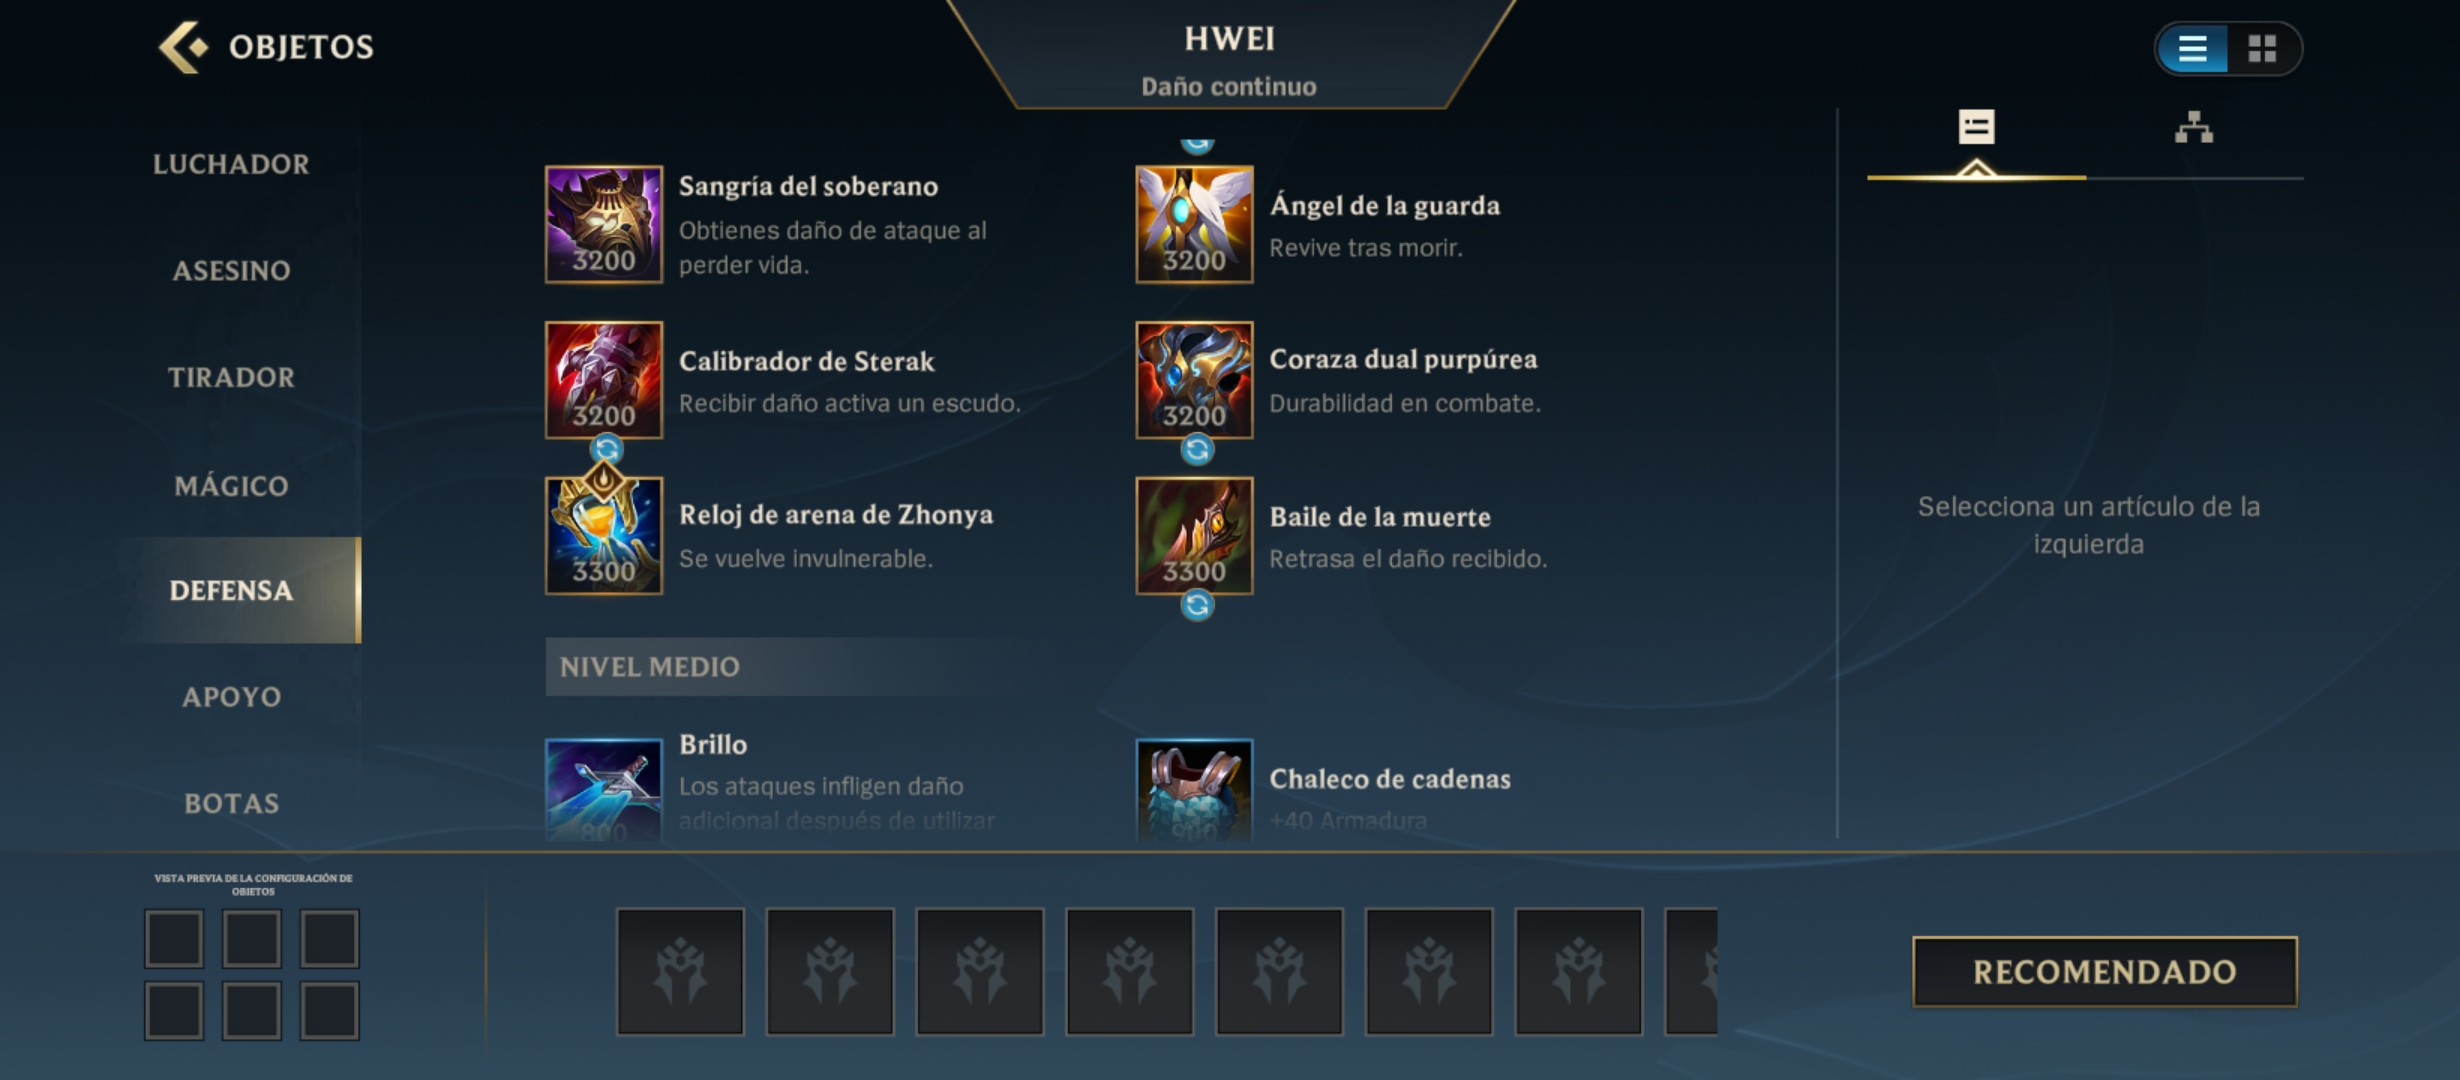 OBJETOS
HWEI
Daño continuo
LUCHADOR
ASESINO
TIRADOR
MÁGICO
DEFENSA
APOYO
BOTAS
Sangría del soberano
Obtienes daño de ataque al
perder vida.
3200
Ángel de la guarda
Revive tras morir.
3200
Calibrador de Sterak
Recibir daño activa un escudo.
3200
Coraza dual purpúrea
Durabilidad en combate.
3200
Reloj de arena de Zhonya
Se vuelve invulnerable.
3300
Baile de la muerte
Retrasa el daño recibido.
3300
NIVEL MEDIO
Brillo
Los ataques infligen daño
adicional después de utilizar
800
Chaleco de cadenas
+40 Armadura
Selecciona un artículo de la
izquierda
VISTA PREVIA DE LA CONFIGURACIÓN DE
OBJETOS
RECOMENDADO